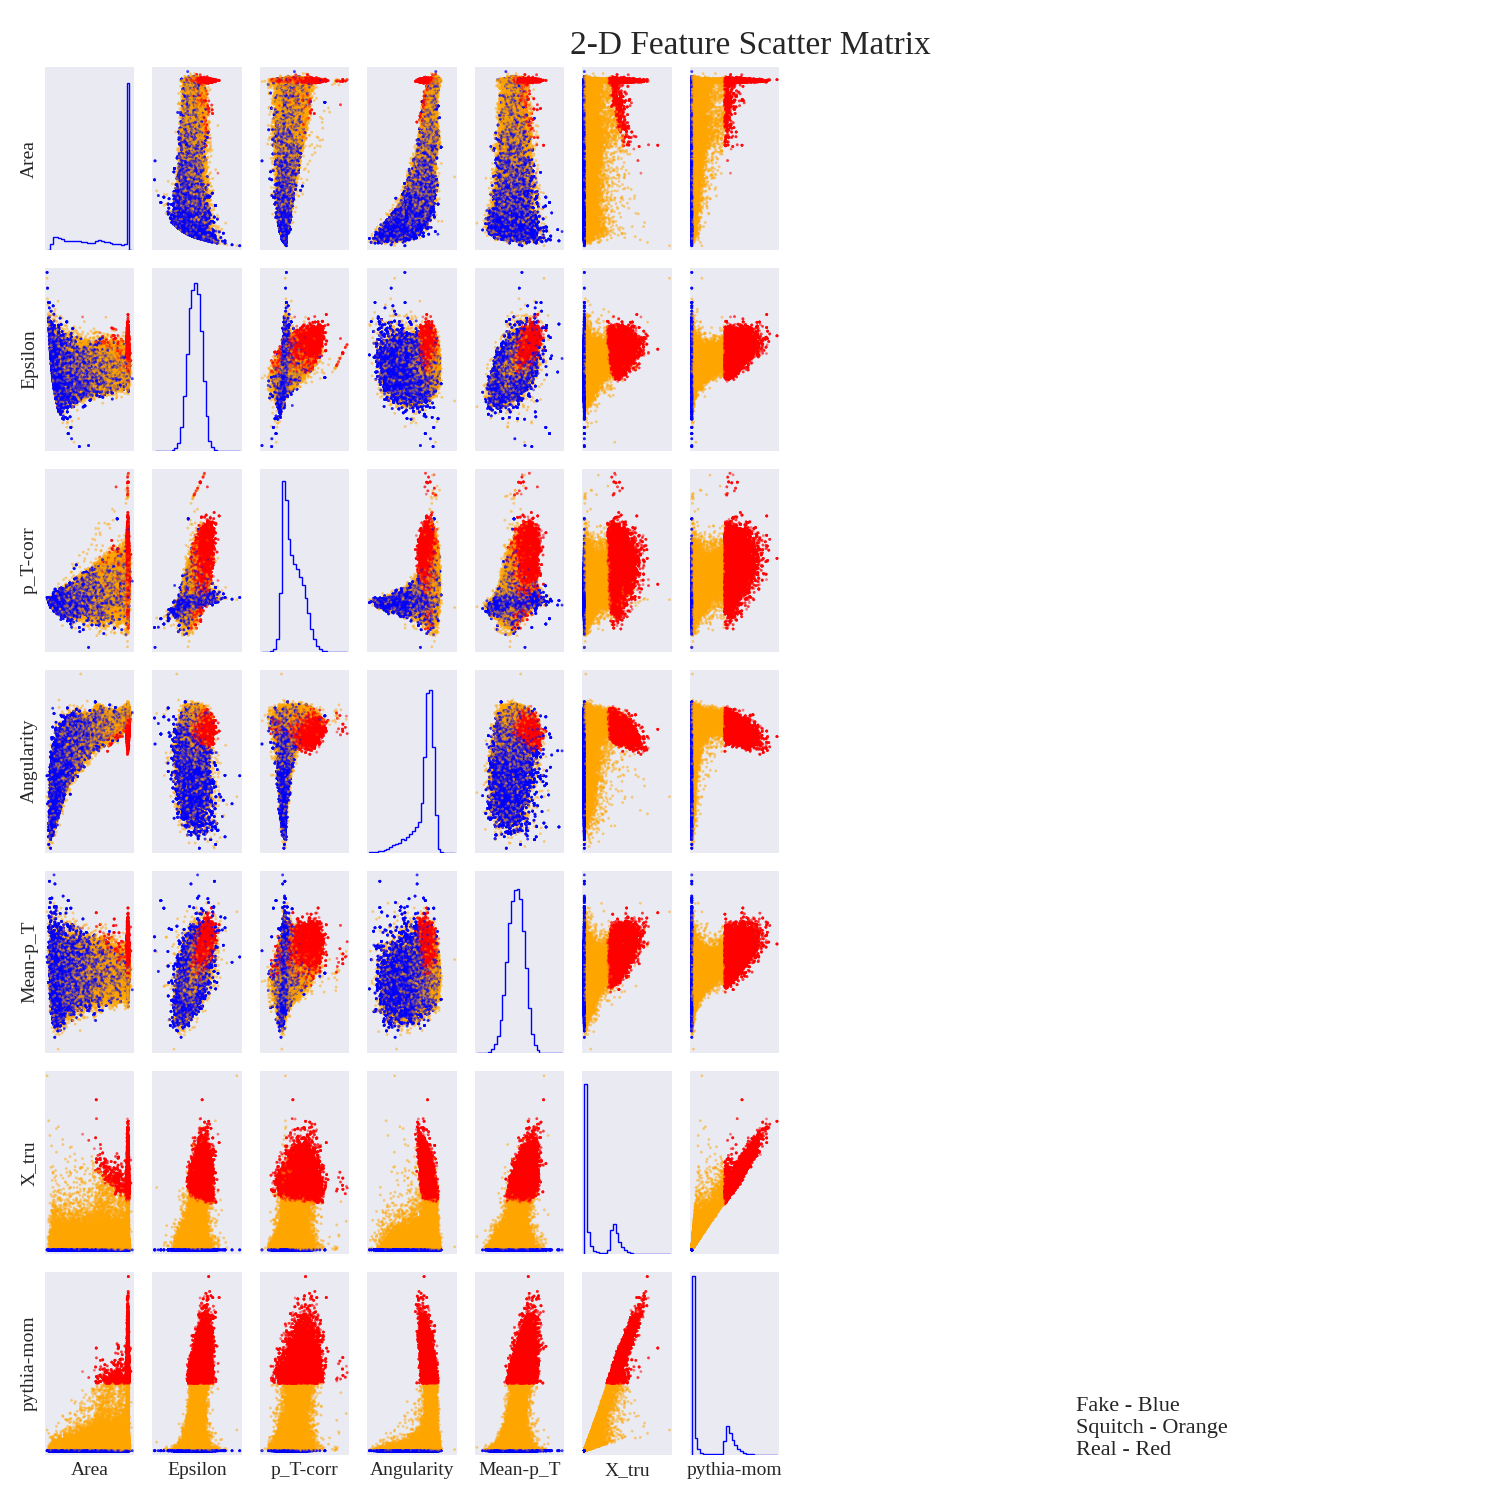 2-D Feature Scatter Matrix
Area
Epsilon
p_T-corr
Angularity
Mean-p_T
X_tru
pythia-mom
Area
Epsilon
p_T-corr
Angularity
Mean-p_T
X_tru
pythia-mom
Fake - Blue
Squitch - Orange
Real - Red